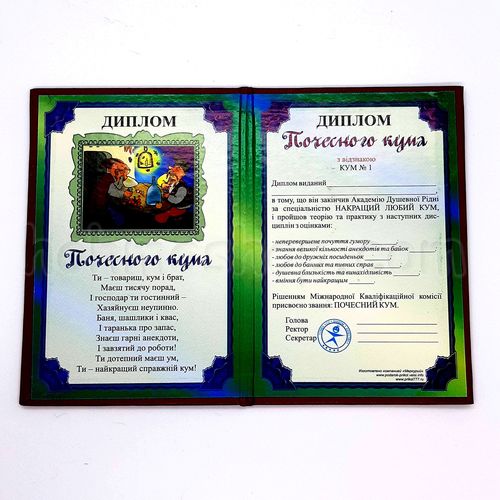 ДИПЛОМ
Почесного кума
Ти – товариш, кум і брат,
Маєш тисячу порад,
І господар ти гостинний –
Хазяйнуєш неупинно.
Баня, шашлики і квас,
І таранька про запас,
Знаєш гарні анекдоти,
І завзятий до роботи!
Ти дотепний маєш ум,
Ти – найкращий справжній кум!
ДИПЛОМ
Почесного кума
з відзнакою
КУМ № 1
Диплом виданий
в тому, що він закінчив Академію Душевної Рідні
за спеціальністю НАКРАЩИЙ ЛЮБИЙ КУМ,
і пройшов теорію та практику з наступних дис-
циплін з оцінками:
- неперевершене почуття гумору
- знання великої кількості анекдотів та байок
- любов до дружніх посиденьок
- любов до банних та пивних справ
- душевна близькість та винахідливість
- вміння бути найкращим
Рішенням Міжнародної Кваліфікаційної комісії
присвоєно звання: ПОЧЕСНИЙ КУМ.
Голова
Ректор
Секретар